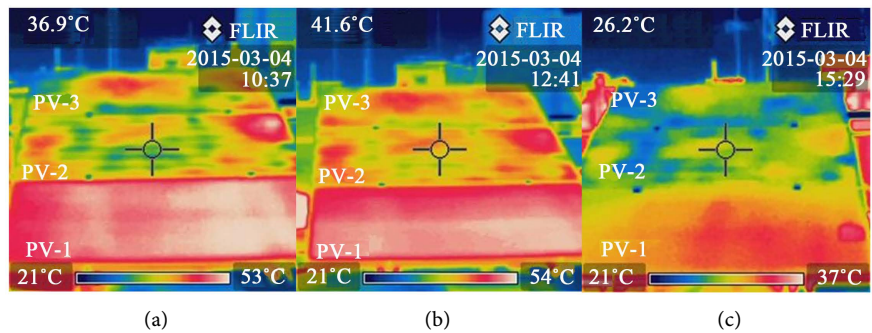 36.9°C
FLIR
2015-03-04
10:37
PV-3
PV-2
PV-1
21°C
53°C
(a)
41.6°C
FLIR
2015-03-04
12:41
PV-3
PV-2
PV-1
21°C
54°C
(b)
26.2°C
FLIR
2015-03-04
15:29
PV-3
PV-2
PV-1
21°C
37°C
(c)